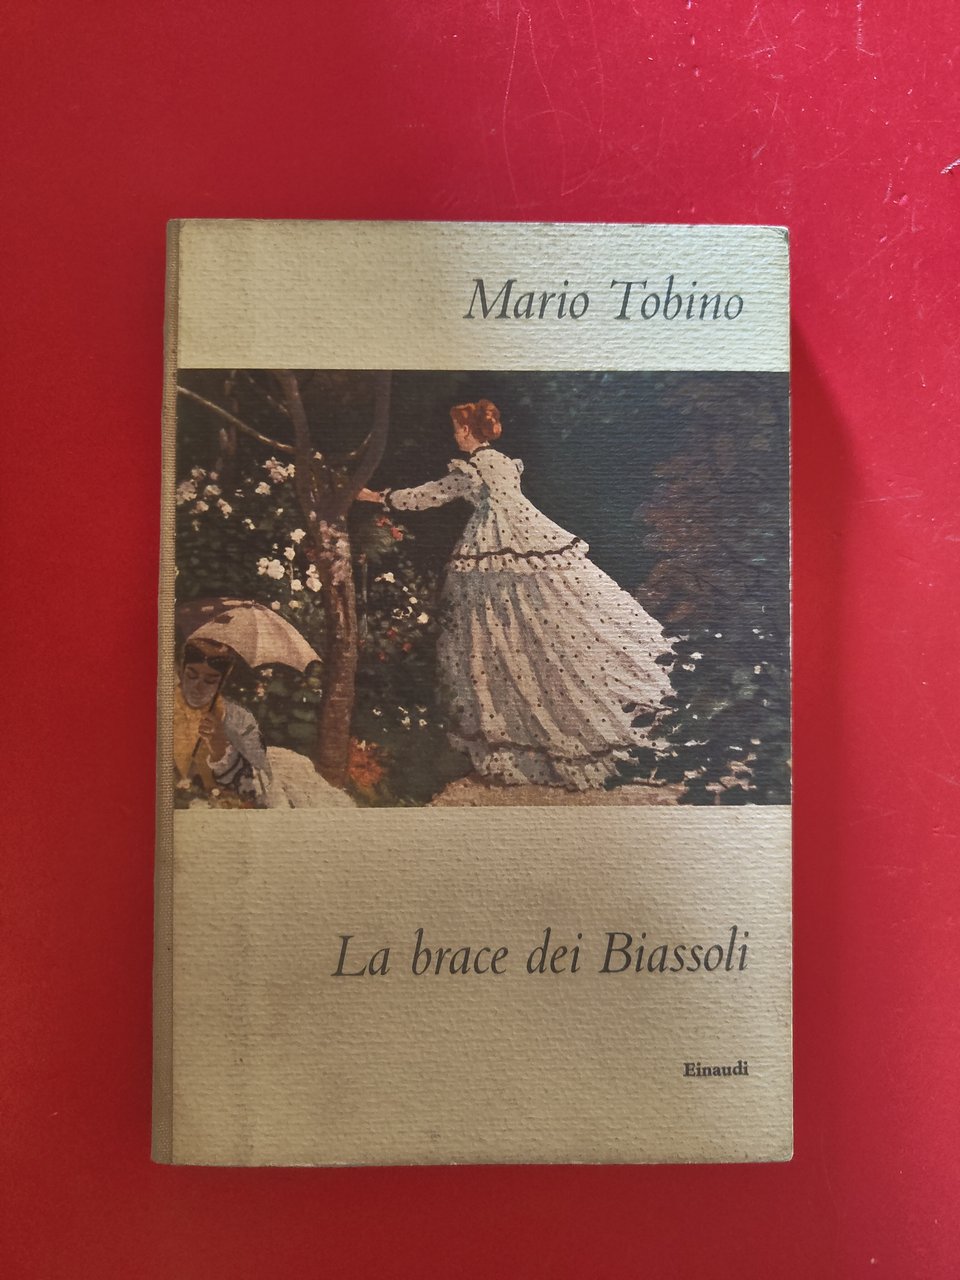 Mario Tobino
La brace dei Biassoli
Einaudi